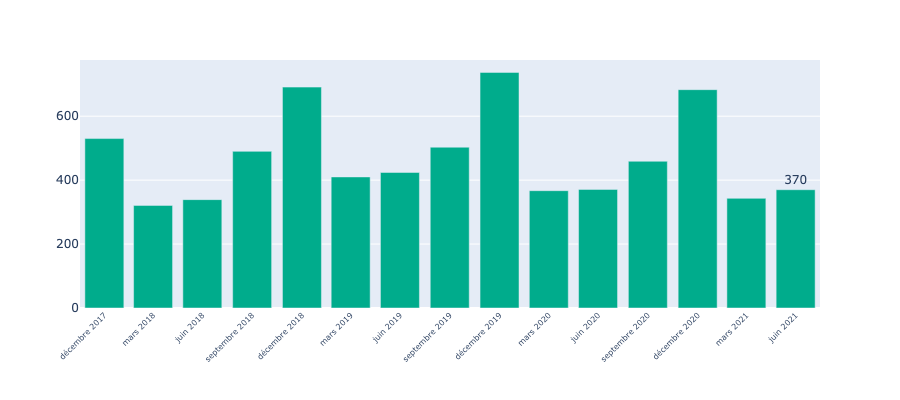 600
400
200
0
370
décembre 2017
mars 2018
juin 2018
septembre 2018
décembre 2018
mars 2019
juin 2019
septembre 2019
décembre 2019
mars 2020
juin 2020
septembre 2020
décembre 2020
mars 2021
juin 2021